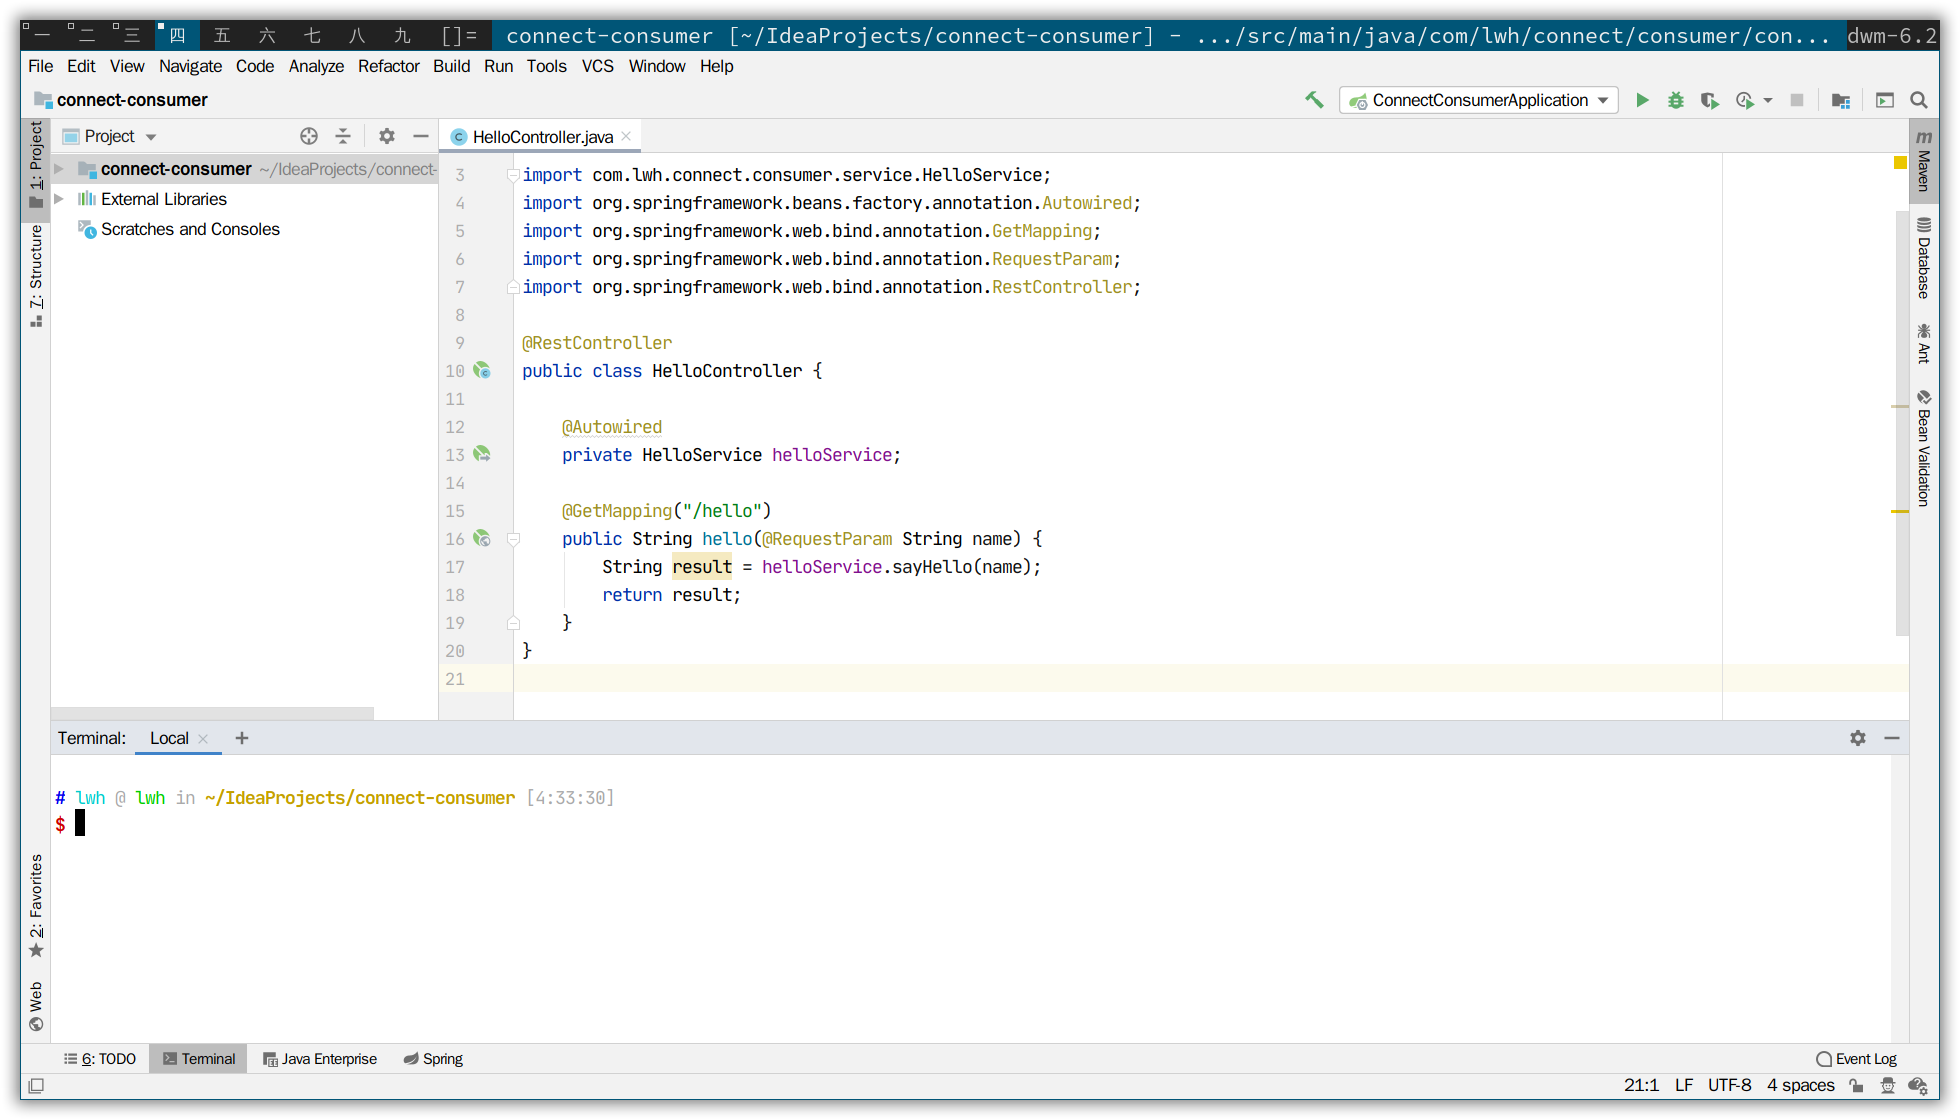 一 二 三 四 五 六 七 八 九 []= connect-consumer [~/IdeaProjects/connect-consumer] - .../src/main/java/com/lwh/connect/consumer/con... dwm-6.2
File Edit View Navigate Code Analyze Refactor Build Run Tools VCS Window Help
connect-consumer ConnectConsumerApplication
1: Project
7: Structure
2: Favorites
Web
Project
connect-consumer ~/IdeaProjects/connect-
External Libraries
Scratches and Consoles
HelloController.java
3 import com.lwh.connect.consumer.service.HelloService;
4 import org.springframework.beans.factory.annotation.Autowired;
5 import org.springframework.web.bind.annotation.GetMapping;
6 import org.springframework.web.bind.annotation.RequestParam;
7 import org.springframework.web.bind.annotation.RestController;
8
9 @RestController
10 public class HelloController {
11
12 @Autowired
13 private HelloService helloService;
14
15 @GetMapping("/hello")
16 public String hello(@RequestParam String name) {
17 String result = helloService.sayHello(name);
18 return result;
19 }
20 }
21
m Maven
Database
Ant
Bean Validation
Terminal: Local
# lwh @ lwh in ~/IdeaProjects/connect-consumer [4:33:30]
$
6: TODO Terminal Java Enterprise Spring Event Log
21:1 LF UTF-8 4 spaces